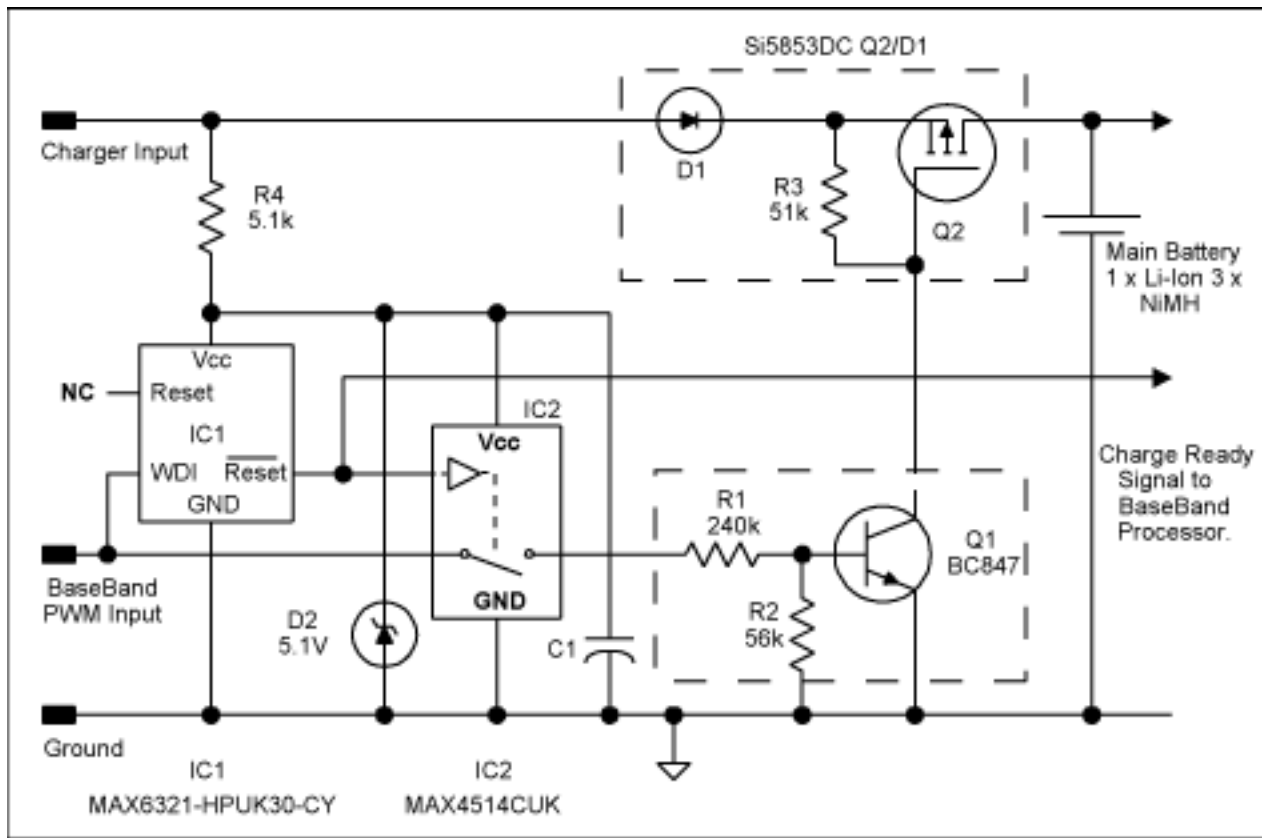 Si5853DC Q2/D1
Charger Input
D1
R4
5.1k
R3
51k
Q2
Main Battery
1 x Li-Ion 3 x
NiMH
Vcc
NC
Reset
IC1
WDI
Reset
GND
IC2
Vcc
GND
Charge Ready
Signal to
BaseBand
Processor.
R1
240k
Q1
BC847
BaseBand
PWM Input
D2
5.1V
C1
R2
56k
Ground
IC1
MAX6321-HPUK30-CY
IC2
MAX4514CUK